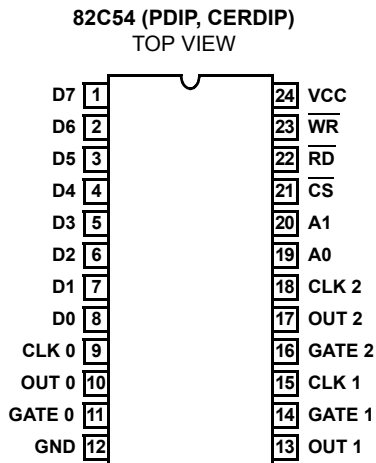 82C54 (PDIP, CERDIP)
TOP VIEW
D7 1 24 VCC
D6 2 23 W̅R̅
D5 3 22 R̅D̅
D4 4 21 C̅S̅
D3 5 20 A1
D2 6 19 A0
D1 7 18 CLK 2
D0 8 17 OUT 2
CLK 0 9 16 GATE 2
OUT 0 10 15 CLK 1
GATE 0 11 14 GATE 1
GND 12 13 OUT 1